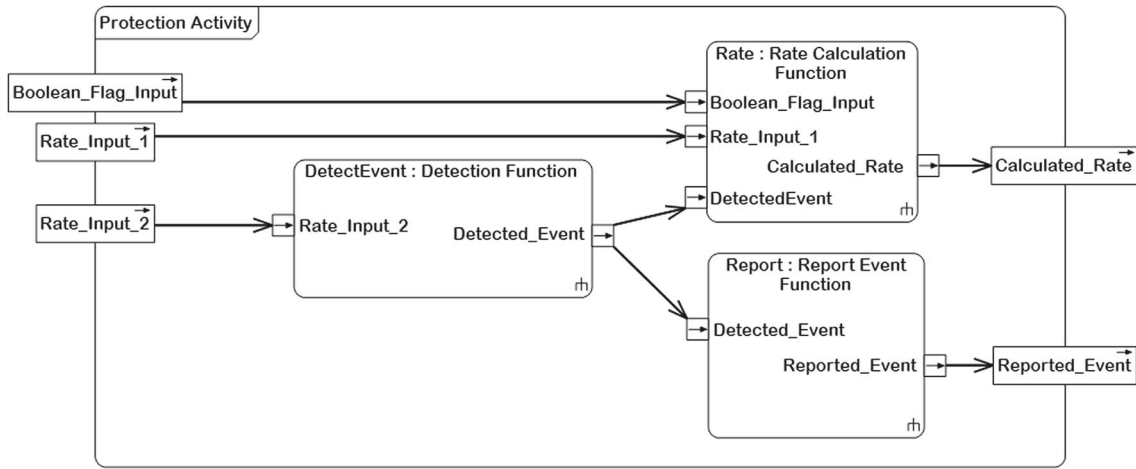 Protection Activity
Rate : Rate Calculation
Function
Boolean_Flag_Input
Boolean_Flag_Input
Rate_Input_1
Rate_Input_1
Calculated_Rate
Calculated_Rate
DetectEvent : Detection Function
DetectedEvent
Rate_Input_2
Rate_Input_2
Detected_Event
Report : Report Event
Function
Detected_Event
Reported_Event
Reported_Event